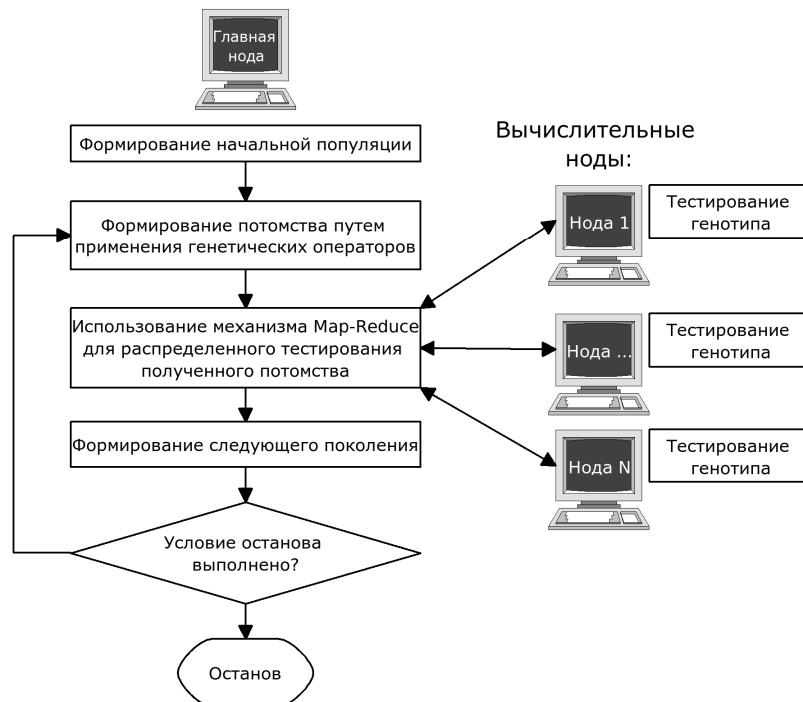 Главная
нода
Формирование начальной популяции
Формирование потомства путем
применения генетических операторов
Использование механизма Map-Reduce
для распределенного тестирования
полученного потомства
Формирование следующего поколения
Условие останова
выполнено?
Останов
Вычислительные
ноды:
Нода 1
Тестирование
генотипа
Нода ...
Тестирование
генотипа
Нода N
Тестирование
генотипа